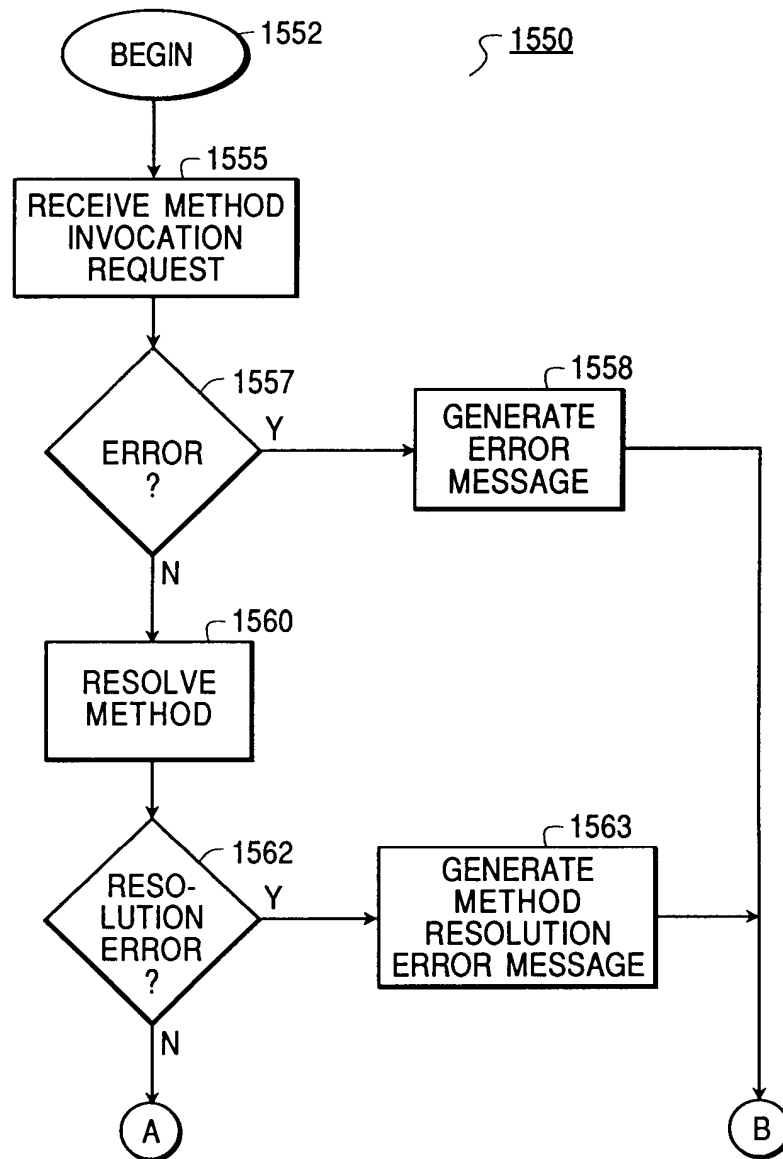 BEGIN
1552
1550
1555
RECEIVE METHOD
INVOCATION
REQUEST
1557
ERROR
?
Y
N
1558
GENERATE
ERROR
MESSAGE
1560
RESOLVE
METHOD
1562
RESO-
LUTION
ERROR
?
Y
N
1563
GENERATE
METHOD
RESOLUTION
ERROR MESSAGE
A
B